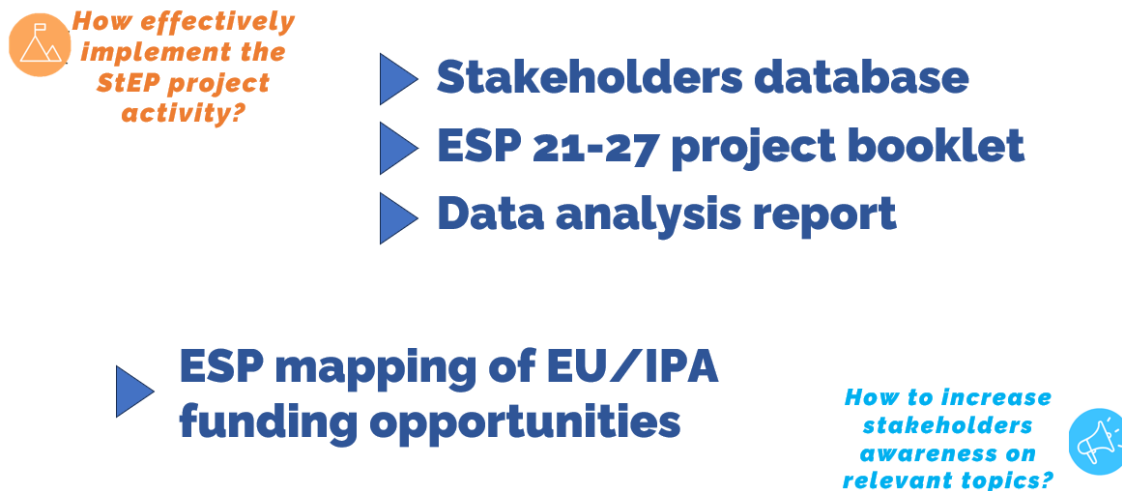 How effectively
implement the
StEP project
activity?
Stakeholders database
ESP 21-27 project booklet
Data analysis report
ESP mapping of EU/IPA
funding opportunities
How to increase
stakeholders
awareness on
relevant topics?